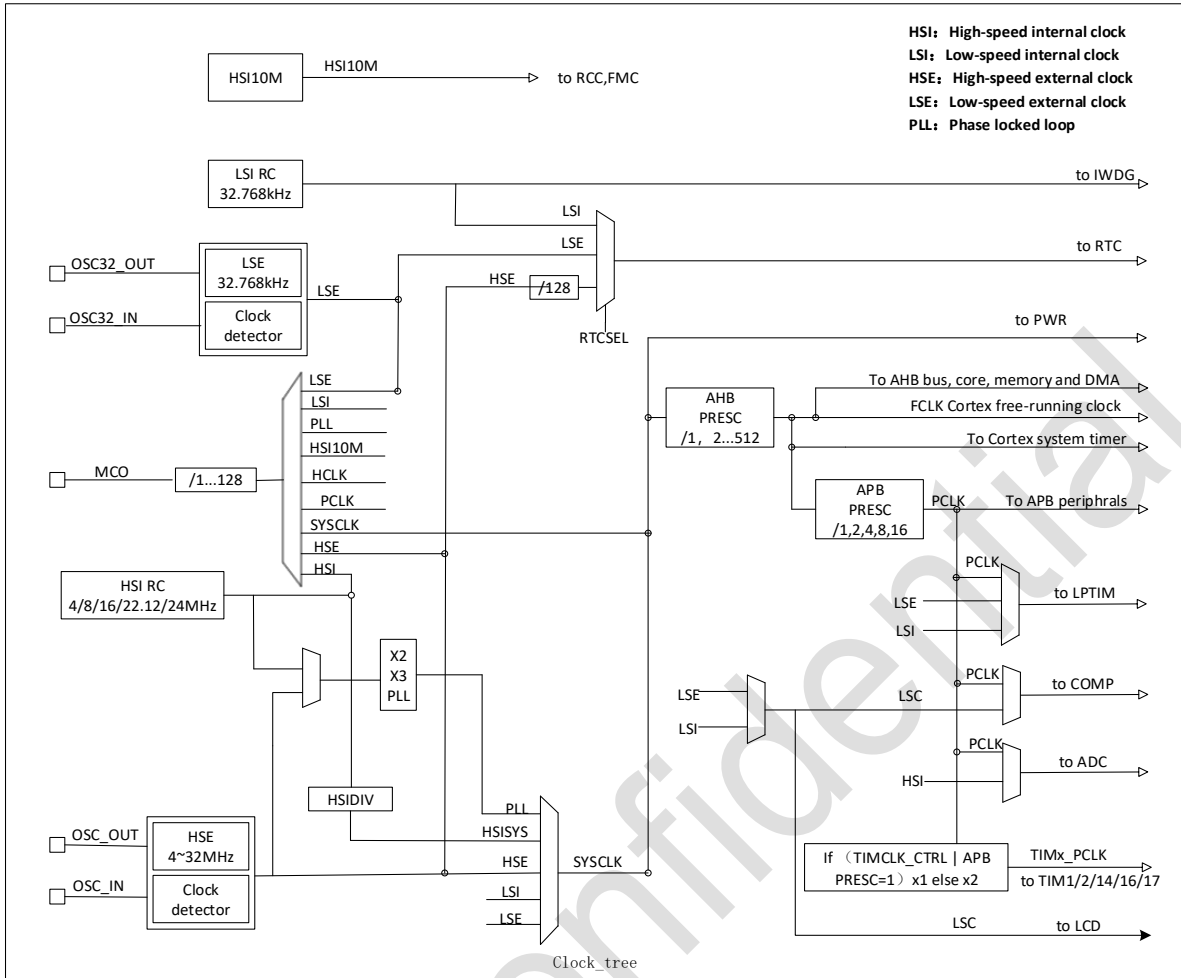 HSI：High-speed internal clock
LSI：Low-speed internal clock
HSE：High-speed external clock
LSE：Low-speed external clock
PLL：Phase locked loop
HSI10M
HSI10M
to RCC,FMC
LSI RC
32.768kHz
to IWDG
LSI
LSE
to RTC
HSE
/128
RTCSEL
OSC32_OUT
LSE
32.768kHz
LSE
OSC32_IN
Clock
detector
to PWR
LSE
LSI
PLL
HSI10M
HCLK
PCLK
SYSCLK
HSE
HSI
MCO
/1...128
AHB
PRESC
/1，2...512
To AHB bus, core, memory and DMA
FCLK Cortex free-running clock
To Cortex system timer
APB
PRESC
/1,2,4,8,16
PCLK
To APB periphrals
HSI RC
4/8/16/22.12/24MHz
PCLK
LSE
LSI
to LPTIM
X2
X3
PLL
LSE
LSI
LSC
PCLK
to COMP
PCLK
HSI
to ADC
HSIDIV
OSC_OUT
HSE
4~32MHz
OSC_IN
Clock
detector
PLL
HSISYS
HSE
LSI
LSE
SYSCLK
If （TIMCLK_CTRL | APB
PRESC=1）x1 else x2
TIMx_PCLK
to TIM1/2/14/16/17
LSC
to LCD
Clock_tree
onfidential